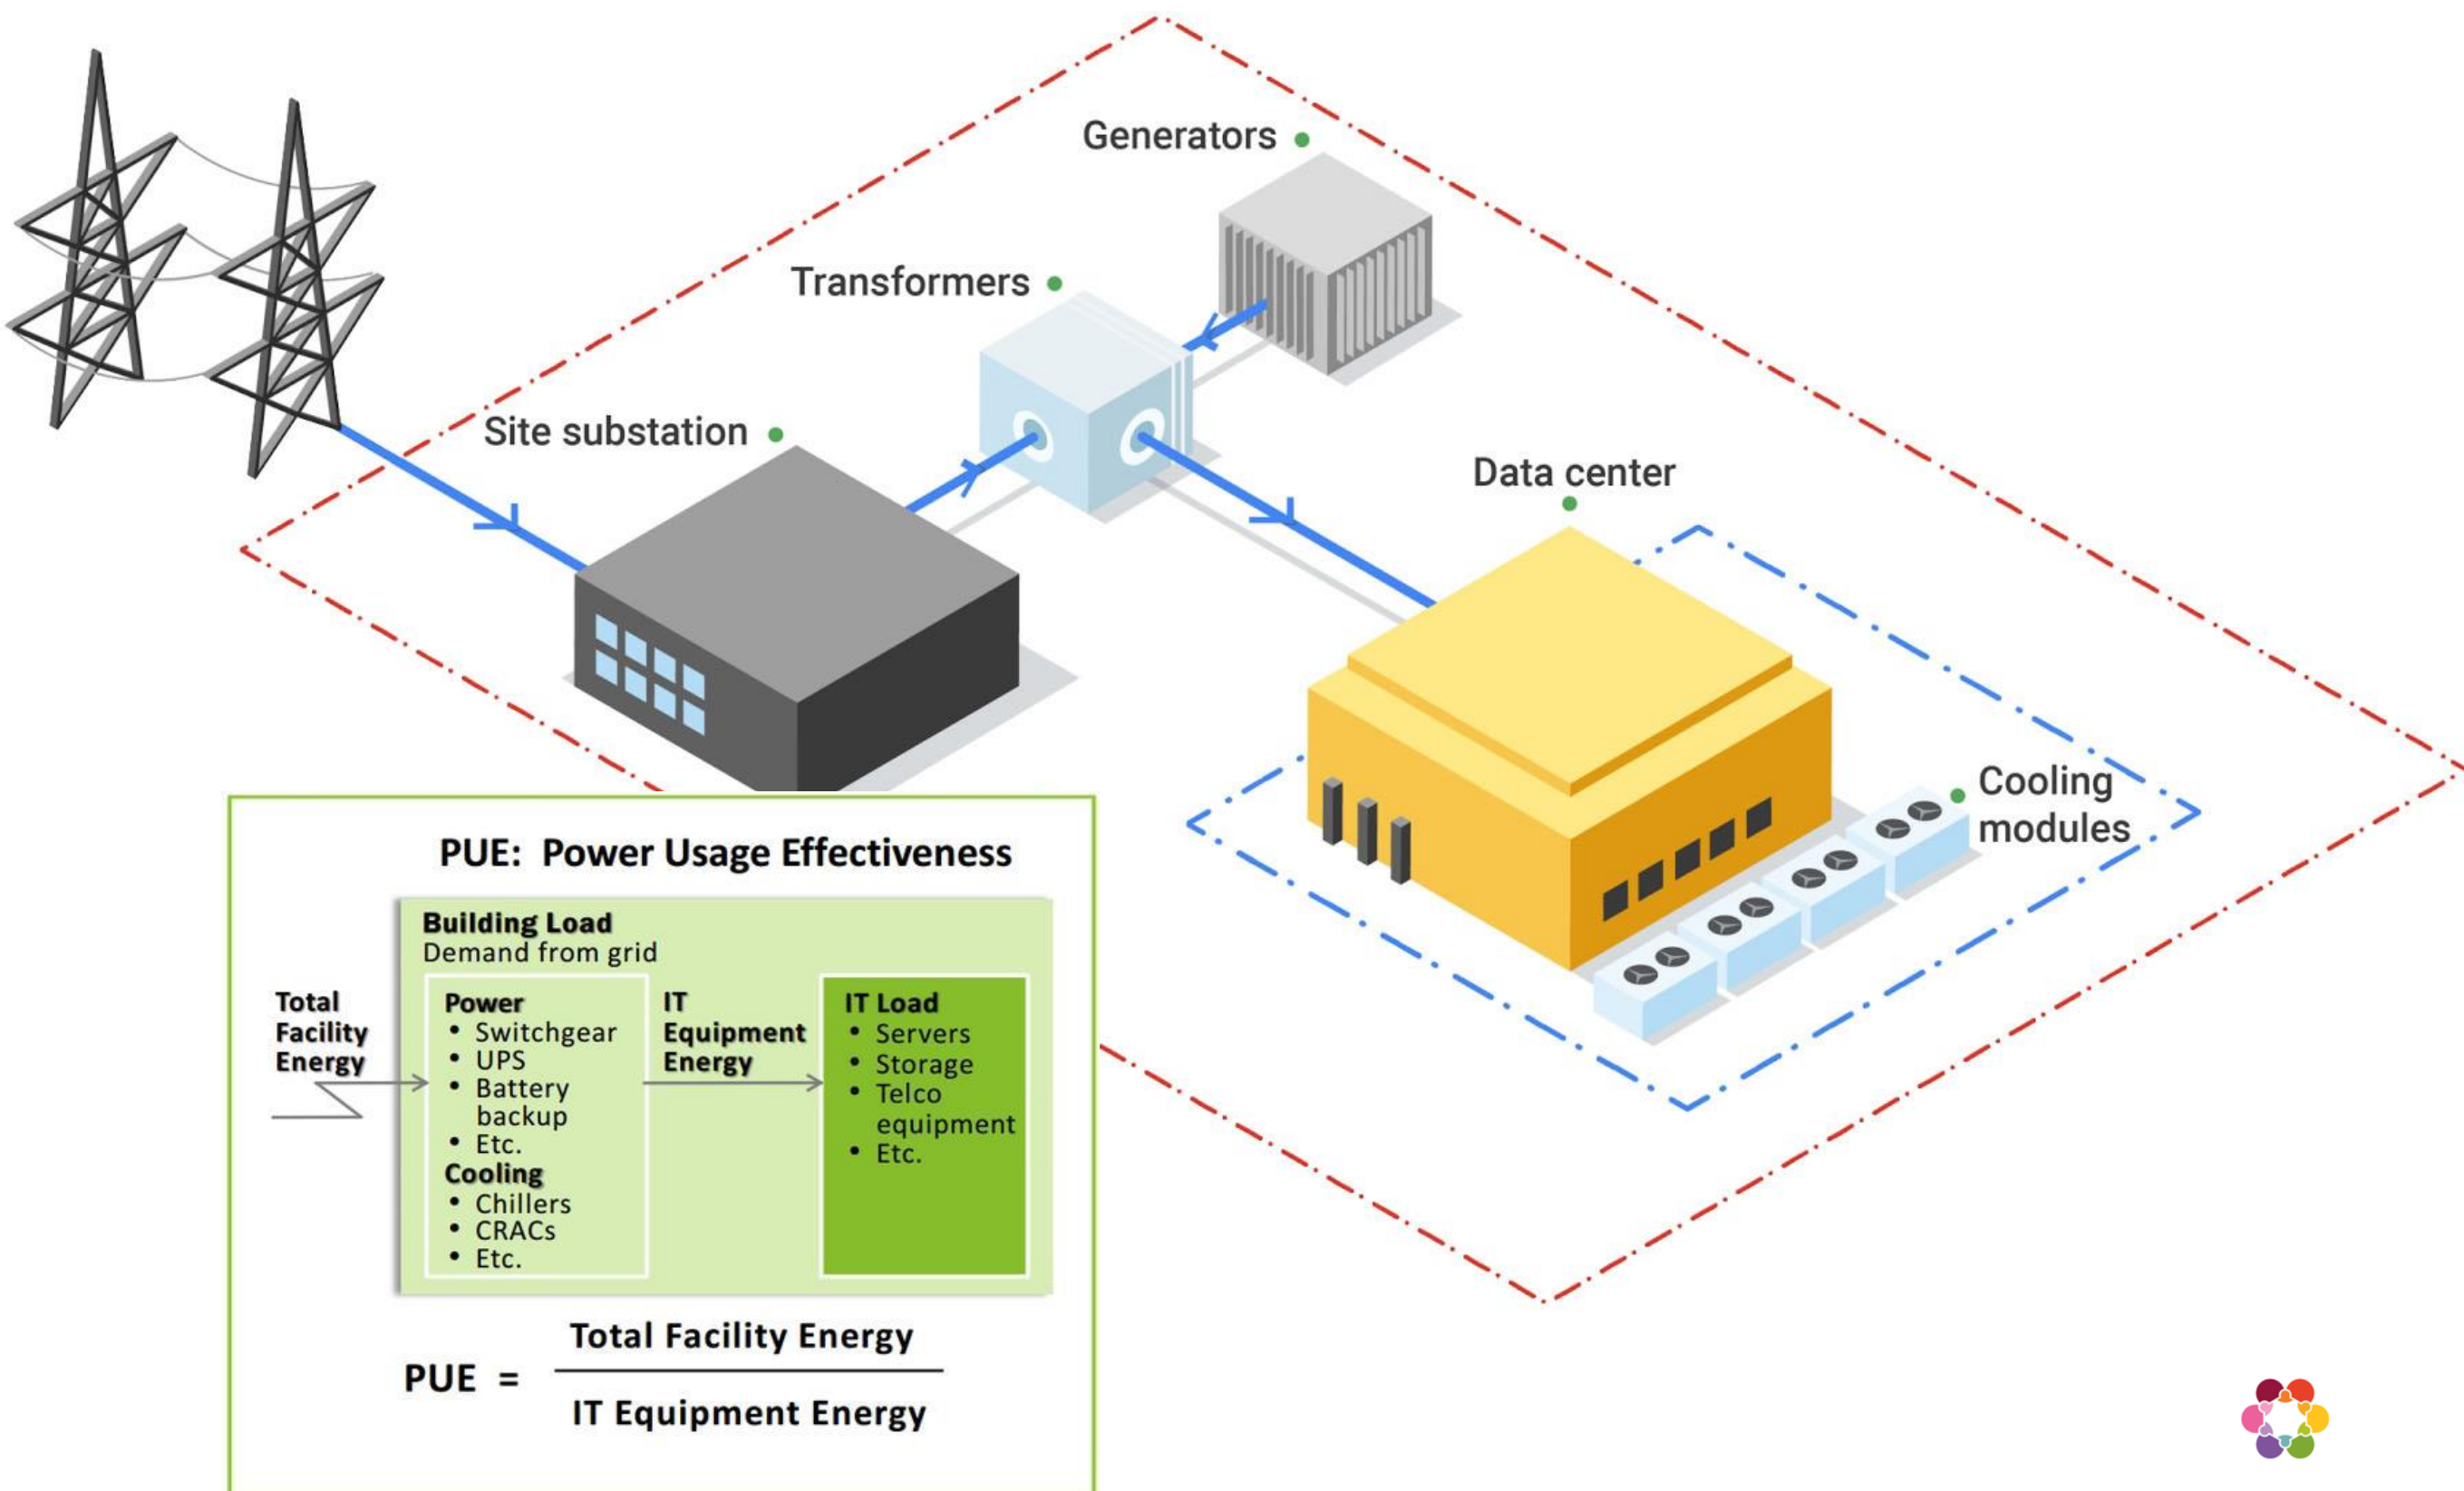 Generators
Transformers
Site substation
Data center
Cooling
modules
PUE: Power Usage Effectiveness
Building Load
Demand from grid
Total
Facility
Energy
Power
• Switchgear
• UPS
• Battery
backup
• Etc.
Cooling
• Chillers
• CRACs
• Etc.
IT
Equipment
Energy
IT Load
• Servers
• Storage
• Telco
equipment
• Etc.
Total Facility Energy
PUE =
IT Equipment Energy